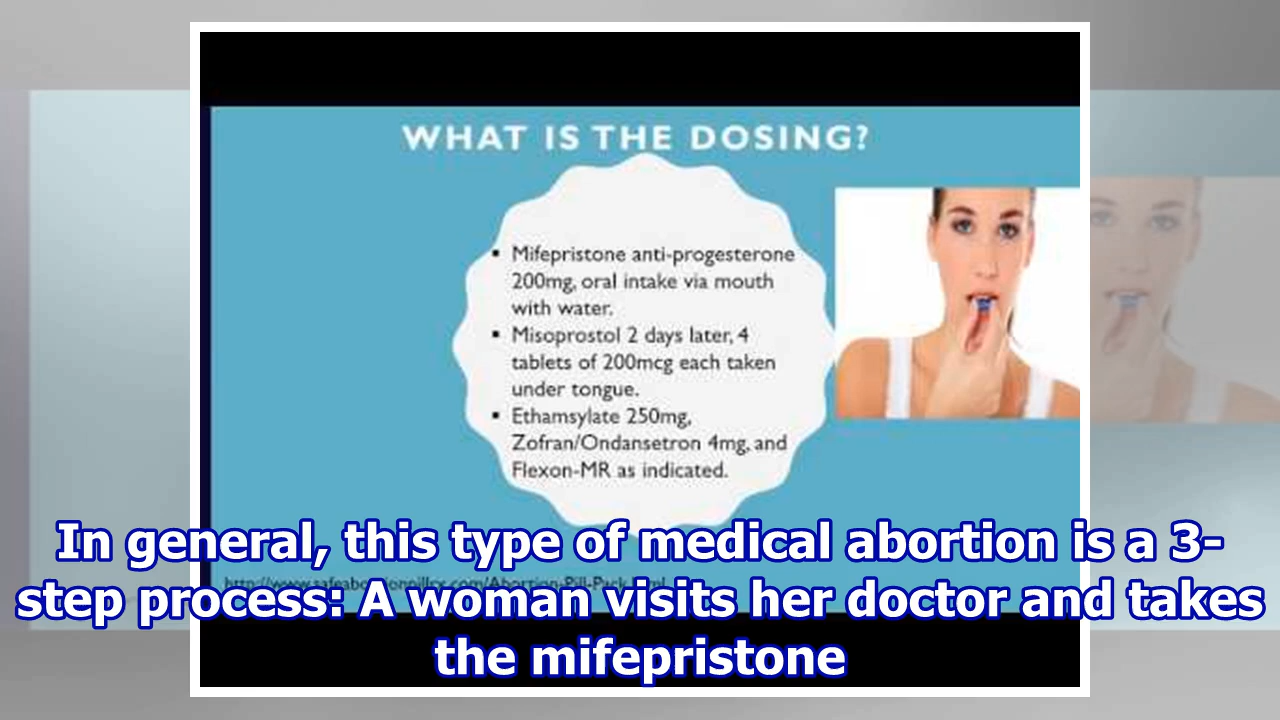 WHAT IS THE DOSING?
▪ Mifepristone anti-progesterone
200mg, oral intake via mouth
with water.
▪ Misoprostol 2 days later, 4
tablets of 200mcg each taken
under tongue.
▪ Ethamsylate 250mg,
Zofran/Ondansetron 4mg, and
Flexon-MR as indicated.
In general, this type of medical abortion is a 3-
step process: A woman visits her doctor and takes
the mifepristone